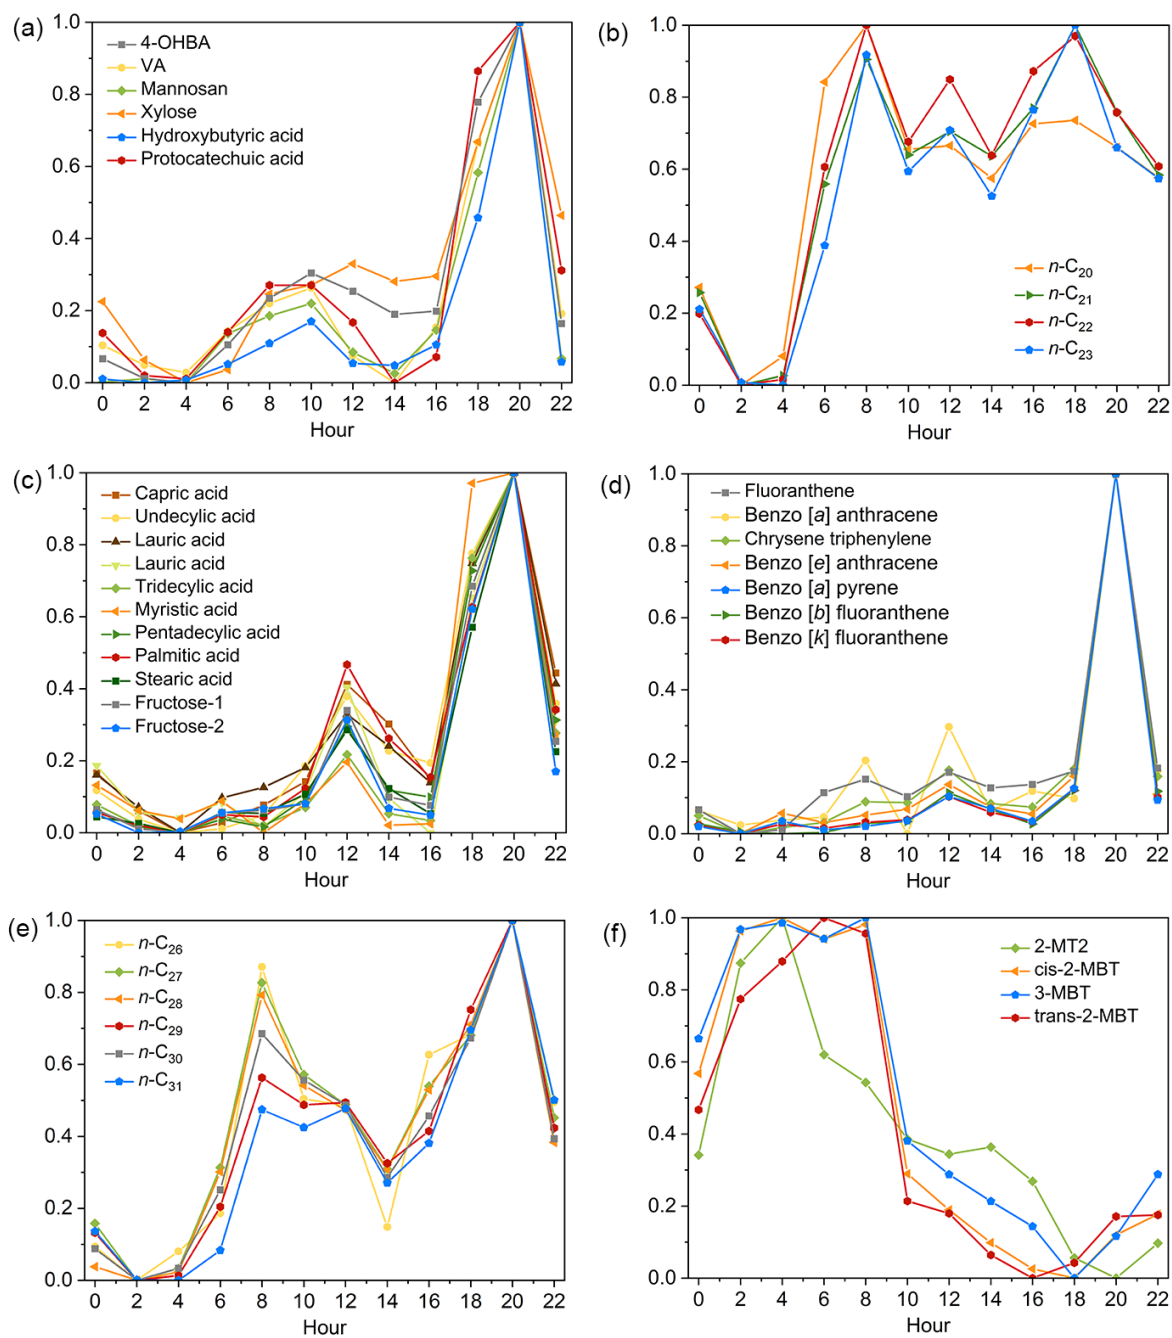 (a)
1.0
0.8
0.6
0.4
0.2
0.0
4-OHBA
VA
Mannosan
Xylose
Hydroxybutyric acid
Protocatechuic acid
0 2 4 6 8 10 12 14 16 18 20 22
Hour
(b)
1.0
0.8
0.6
0.4
0.2
0.0
n-C20
n-C21
n-C22
n-C23
0 2 4 6 8 10 12 14 16 18 20 22
Hour
(c)
1.0
0.8
0.6
0.4
0.2
0.0
Capric acid
Undecylic acid
Lauric acid
Lauric acid
Tridecylic acid
Myristic acid
Pentadecylic acid
Palmitic acid
Stearic acid
Fructose-1
Fructose-2
0 2 4 6 8 10 12 14 16 18 20 22
Hour
(d)
1.0
0.8
0.6
0.4
0.2
0.0
Fluoranthene
Benzo [a] anthracene
Chrysene triphenylene
Benzo [e] anthracene
Benzo [a] pyrene
Benzo [b] fluoranthene
Benzo [k] fluoranthene
0 2 4 6 8 10 12 14 16 18 20 22
Hour
(e)
1.0
0.8
0.6
0.4
0.2
0.0
n-C26
n-C27
n-C28
n-C29
n-C30
n-C31
0 2 4 6 8 10 12 14 16 18 20 22
Hour
(f)
1.0
0.8
0.6
0.4
0.2
0.0
2-MT2
cis-2-MBT
3-MBT
trans-2-MBT
0 2 4 6 8 10 12 14 16 18 20 22
Hour